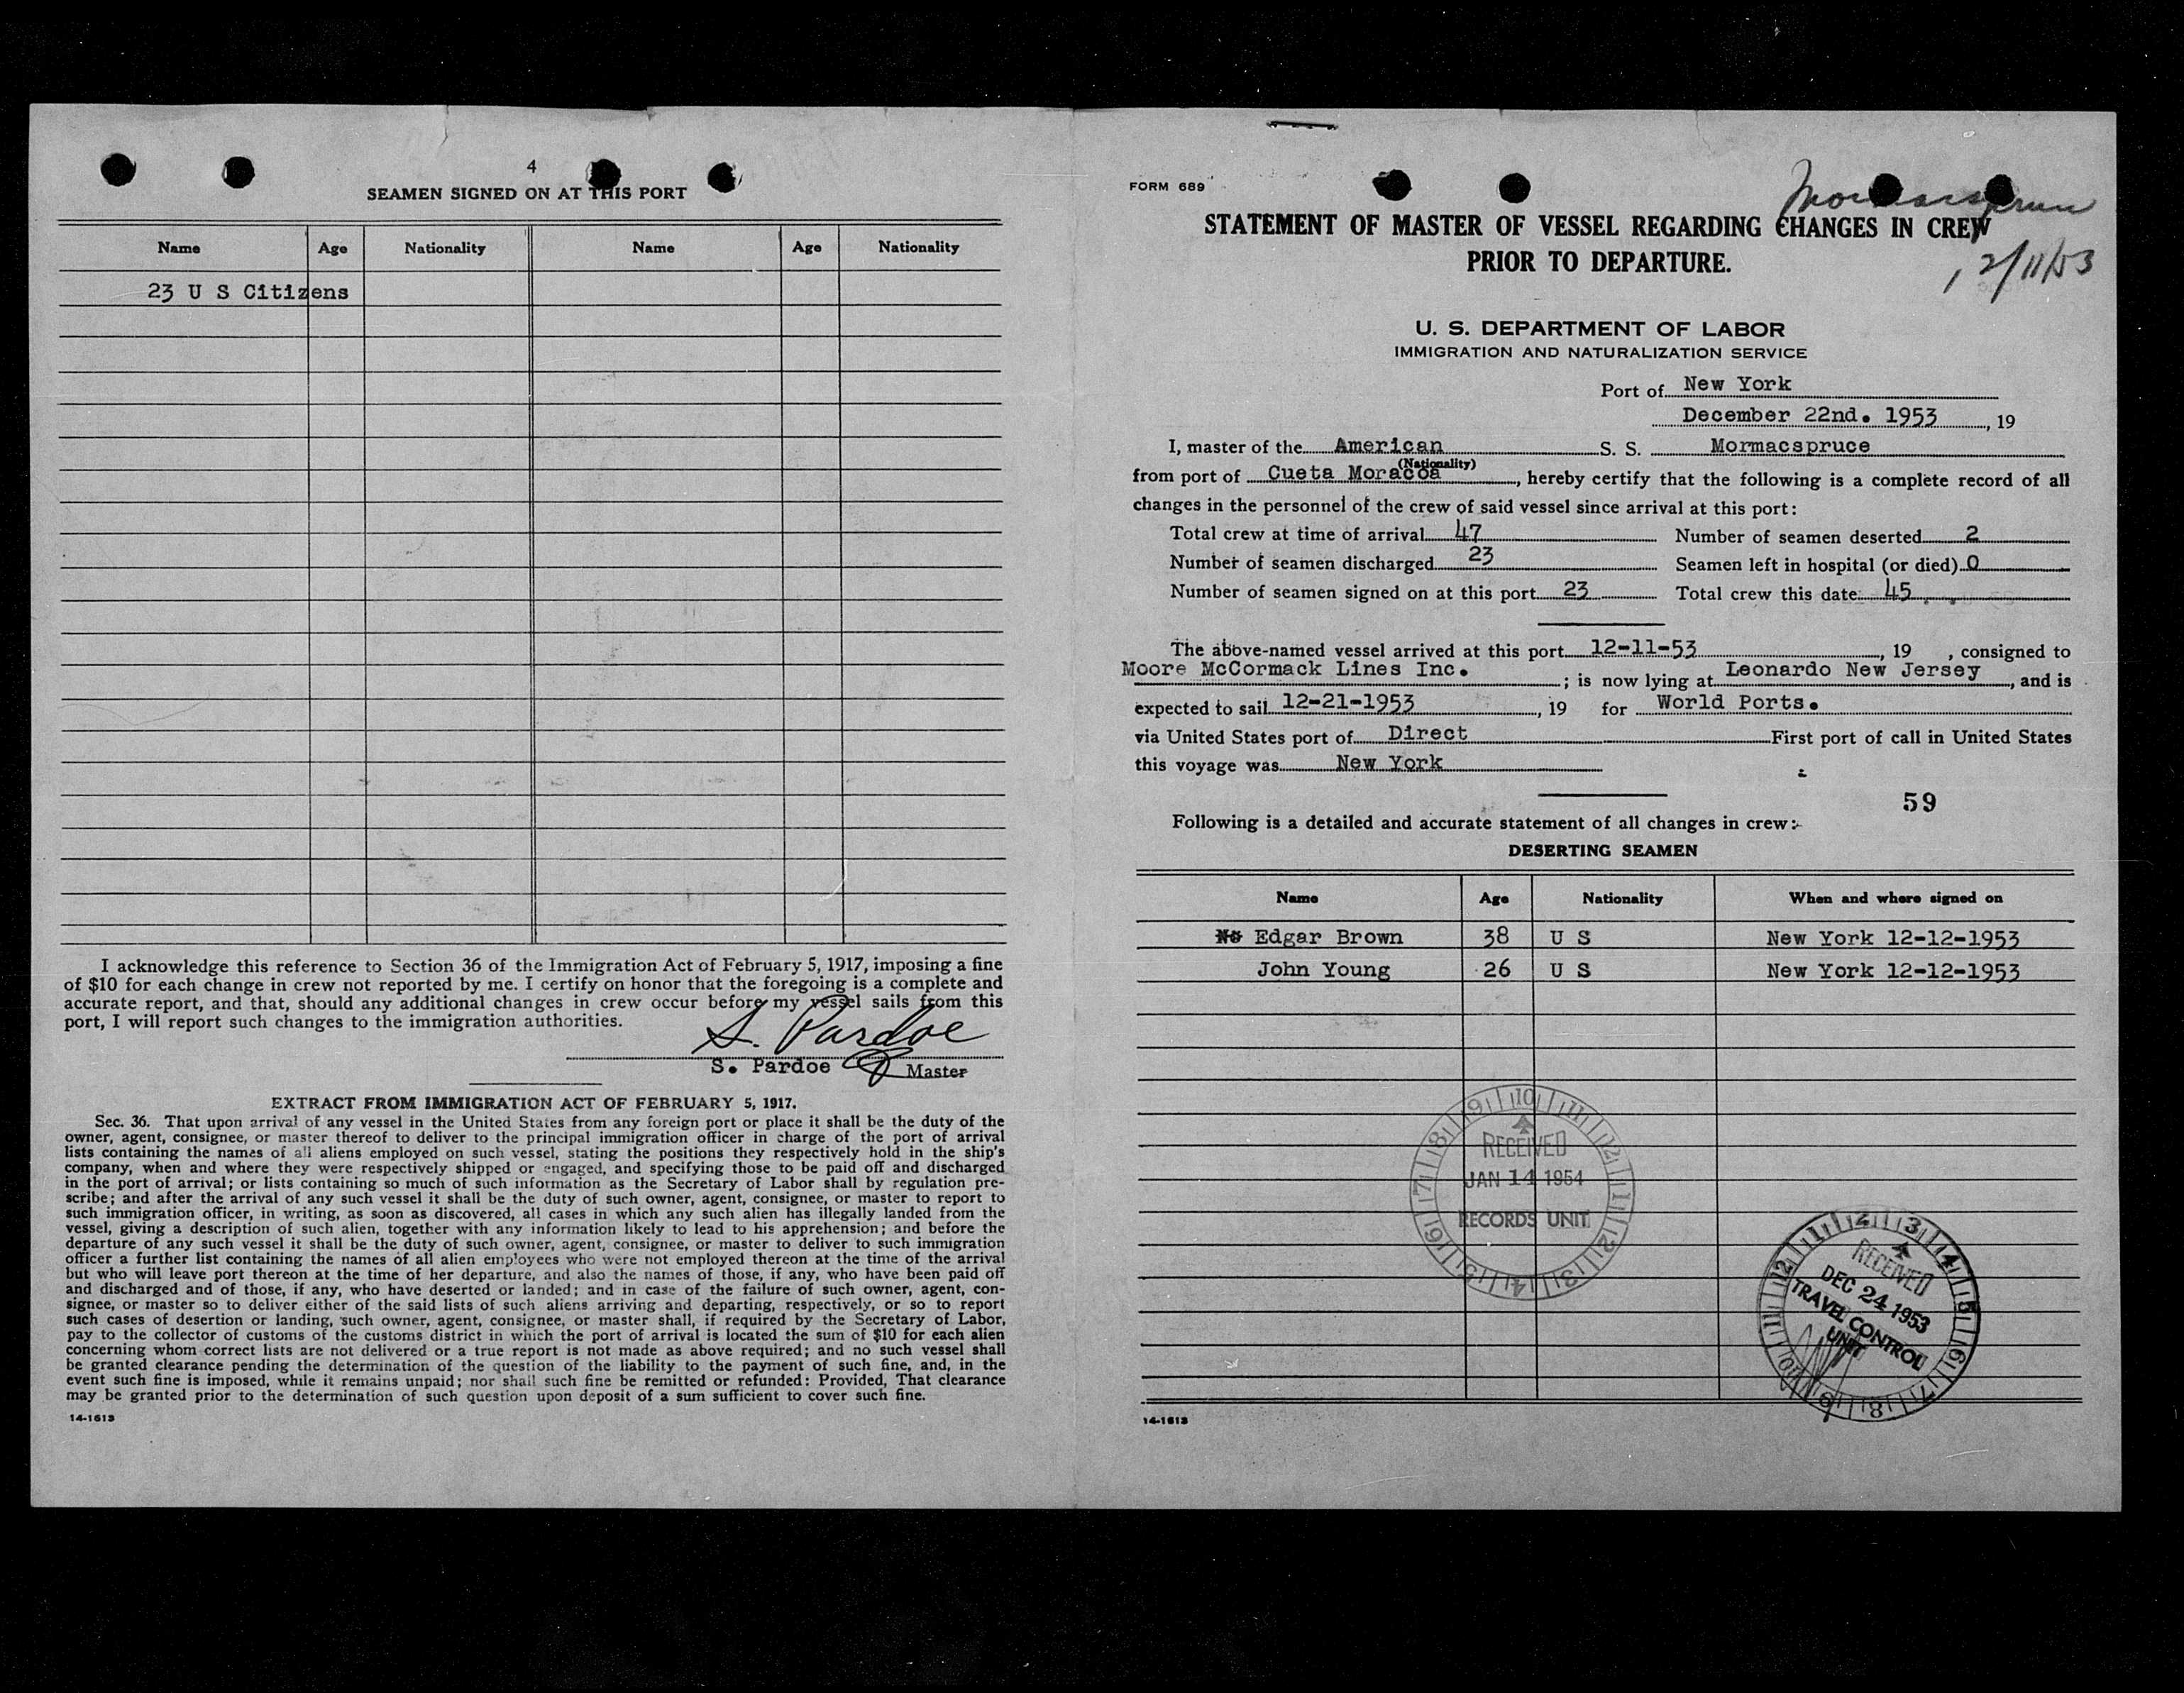 4
SEAMEN SIGNED ON AT THIS PORT
Name Age Nationality Name Age Nationality
23 U S Citizens
I acknowledge this reference to Section 36 of the Immigration Act of February 5, 1917, imposing a fine
of $10 for each change in crew not reported by me. I certify on honor that the foregoing is a complete and
accurate report, and that, should any additional changes in crew occur before my vessel sails from this
port, I will report such changes to the immigration authorities.
S. Pardoe
S. Pardoe Master
EXTRACT FROM IMMIGRATION ACT OF FEBRUARY 5, 1917.
Sec. 36. That upon arrival of any vessel in the United States from any foreign port or place it shall be the duty of the
owner, agent, consignee, or master thereof to deliver to the principal immigration officer in charge of the port of arrival
lists containing the names of all aliens employed on such vessel, stating the positions they respectively hold in the ship's
company, when and where they were respectively shipped or engaged, and specifying those to be paid off and discharged
in the port of arrival; or lists containing so much of such information as the Secretary of Labor shall by regulation pre-
scribe; and after the arrival of any such vessel it shall be the duty of such owner, agent, consignee, or master to report to
such immigration officer, in writing, as soon as discovered, all cases in which any such alien has illegally landed from the
vessel, giving a description of such alien, together with any information likely to lead to his apprehension; and before the
departure of any such vessel it shall be the duty of such owner, agent, consignee, or master to deliver to such immigration
officer a further list containing the names of all alien employees who were not employed thereon at the time of the arrival
but who will leave port thereon at the time of her departure, and also the names of those, if any, who have been paid off
and discharged and of those, if any, who have deserted or landed; and in case of the failure of such owner, agent, con-
signee, or master so to deliver either of the said lists of such aliens arriving and departing, respectively, or so to report
such cases of desertion or landing, such owner, agent, consignee, or master shall, if required by the Secretary of Labor,
pay to the collector of customs of the customs district in which the port of arrival is located the sum of $10 for each alien
concerning whom correct lists are not delivered or a true report is not made as above required; and no such vessel shall
be granted clearance pending the determination of the question of the liability to the payment of such fine, and, in the
event such fine is imposed, while it remains unpaid; nor shall such fine be remitted or refunded: Provided, That clearance
may be granted prior to the determination of such question upon deposit of a sum sufficient to cover such fine.
14-1613
FORM 689
STATEMENT OF MASTER OF VESSEL REGARDING CHANGES IN CREW
PRIOR TO DEPARTURE.
12/11/53
U. S. DEPARTMENT OF LABOR
IMMIGRATION AND NATURALIZATION SERVICE
Port of New York
December 22nd. 1953, 19
I, master of the American S. S. Mormacspruce
(Nationality)
from port of Cueta Moracoa, hereby certify that the following is a complete record of all
changes in the personnel of the crew of said vessel since arrival at this port:
Total crew at time of arrival 47 Number of seamen deserted 2
Number of seamen discharged 23 Seamen left in hospital (or died) 0
Number of seamen signed on at this port 23 Total crew this date 45
The above-named vessel arrived at this port 12-11-53, 19 , consigned to
Moore McCormack Lines Inc. ; is now lying at Leonardo New Jersey, and is
expected to sail 12-21-1953, 19 for World Ports.
via United States port of Direct First port of call in United States
this voyage was New York
59
Following is a detailed and accurate statement of all changes in crew:
DESERTING SEAMEN
Name Age Nationality When and where signed on
Edgar Brown 38 U S New York 12-12-1953
John Young 26 U S New York 12-12-1953
9 10 11 12 1 2 3 4 5 6 7 8
RECEIVED
JAN 14 1954
RECORDS UNIT
12 1 2 3 4 5 6 7 8 9 10 11
RECEIVED
DEC 24 1953
TRAVEL CONTROL
UNIT
14-1613